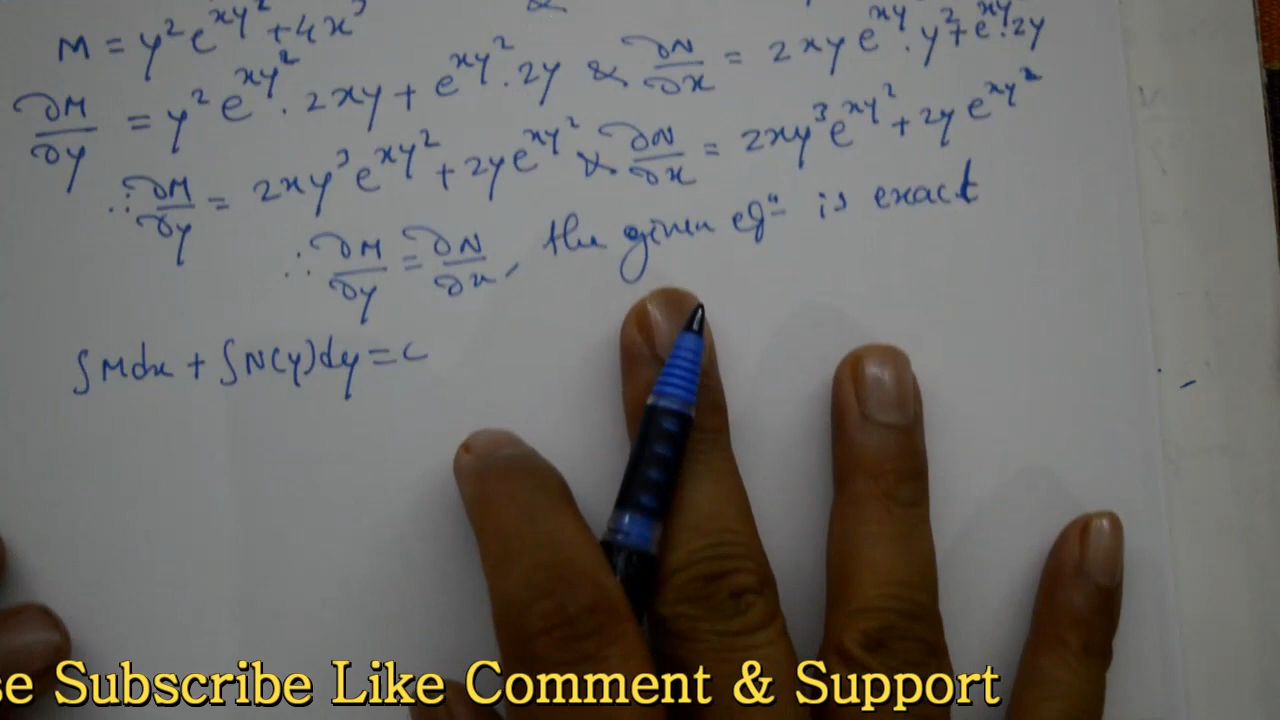 M = y²e^{xy²} + 4x³ &
∂M/∂y = y²e^{xy²}.2xy + e^{xy²}.2y & ∂N/∂x = 2xye^{xy²}.y² + e^{xy²}.2y
∴ ∂M/∂y = 2xy³e^{xy²} + 2ye^{xy²} & ∂N/∂x = 2xy³e^{xy²} + 2ye^{xy²}
∴ ∂M/∂y = ∂N/∂x, the given eqⁿ is exact
∫Mdx + ∫N(y)dy = c
se Subscribe Like Comment & Support